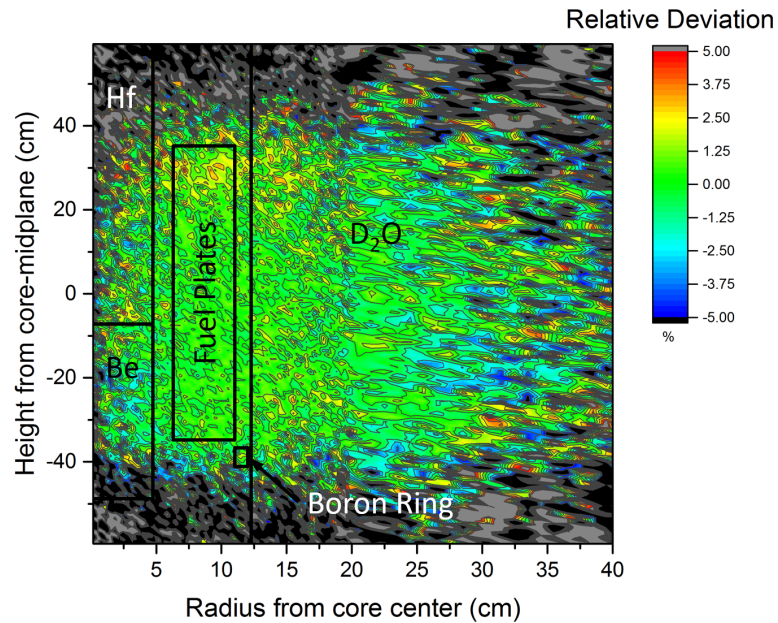 Relative Deviation
5.00
3.75
2.50
1.25
0.00
-1.25
-2.50
-3.75
-5.00
%
Height from core-midplane (cm)
40
20
0
-20
-40
Hf
Fuel Plates
D₂O
Be
Boron Ring
5 10 15 20 25 30 35 40
Radius from core center (cm)